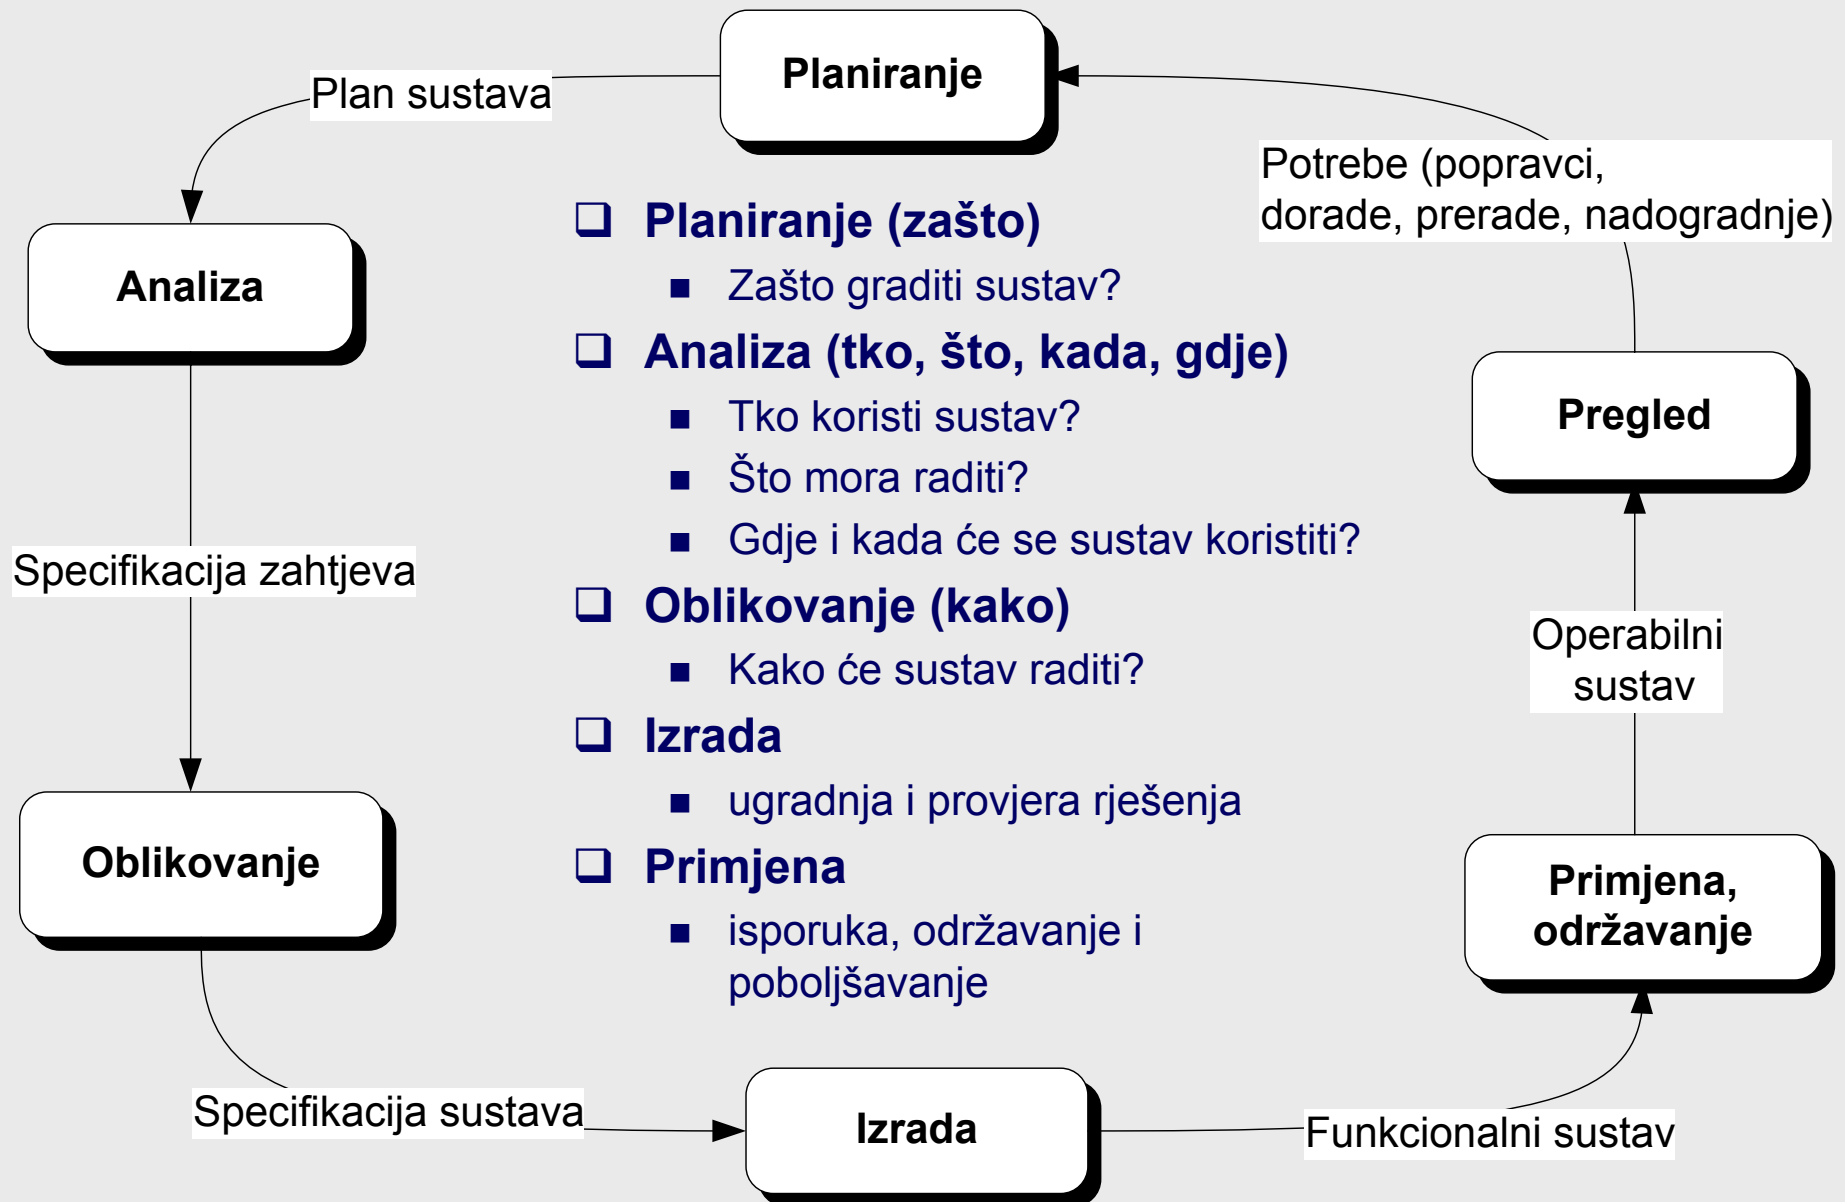 Planiranje
Plan sustava
Potrebe (popravci,
dorade, prerade, nadogradnje)
Analiza
Pregled
Specifikacija zahtjeva
Operabilni
sustav
Oblikovanje
Primjena,
održavanje
Specifikacija sustava
Izrada
Funkcionalni sustav
❑ Planiranje (zašto)
■ Zašto graditi sustav?
❑ Analiza (tko, što, kada, gdje)
■ Tko koristi sustav?
■ Što mora raditi?
■ Gdje i kada će se sustav koristiti?
❑ Oblikovanje (kako)
■ Kako će sustav raditi?
❑ Izrada
■ ugradnja i provjera rješenja
❑ Primjena
■ isporuka, održavanje i
poboljšavanje